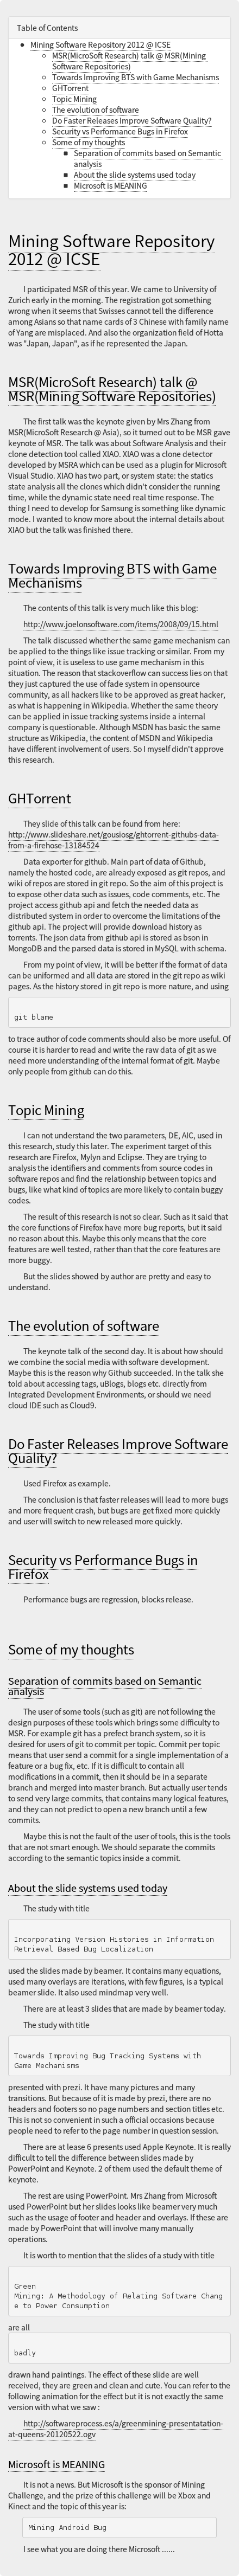 Table of Contents
Mining Software Repository 2012 @ ICSE
MSR(MicroSoft Research) talk @ MSR(Mining
Software Repositories)
Towards Improving BTS with Game Mechanisms
GHTorrent
Topic Mining
The evolution of software
Do Faster Releases Improve Software Quality?
Security vs Performance Bugs in Firefox
Some of my thoughts
Separation of commits based on Semantic
analysis
About the slide systems used today
Microsoft is MEANING
Mining Software Repository
2012 @ ICSE
I participated MSR of this year. We came to University of
Zurich early in the morning. The registration got something
wrong when it seems that Swisses cannot tell the difference
among Asians so that name cards of 3 Chinese with family name
of Yang are misplaced. And also the organization field of Hotta
was "Japan, Japan", as if he represented the Japan.
MSR(MicroSoft Research) talk @
MSR(Mining Software Repositories)
The first talk was the keynote given by Mrs Zhang from
MSR(MicroSoft Research @ Asia), so it turned out to be MSR gave
keynote of MSR. The talk was about Software Analysis and their
clone detection tool called XIAO. XIAO was a clone detector
developed by MSRA which can be used as a plugin for Microsoft
Visual Studio. XIAO has two part, or system state: the static
state analysis all the clones which didn't consider the running
time, while the dynamic state need real time response. The
thing I need to develop for Samsung is something like dynamic
mode. I wanted to know more about the internal details about
XIAO but the talk was finished there.
Towards Improving BTS with Game
Mechanisms
The contents of this talk is very much like this blog:
http://www.joelonsoftware.com/items/2008/09/15.html
The talk discussed whether the same game mechanism can
be applied to the things like issue tracking or similar. From my
point of view, it is useless to use game mechanism in this
situation. The reason that stackoverflow can success lies on that
they just captured the use of fade system in opensource
community, as all hackers like to be approved as great hacker,
as what is happening in Wikipedia. Whether the same theory
can be applied in issue tracking systems inside a internal
company is questionable. Although MSDN has basic the same
structure as Wikipedia, the content of MSDN and Wikipedia
have different involvement of users. So I myself didn't approve
this research.
GHTorrent
They slide of this talk can be found from here:
http://www.slideshare.net/gousiosg/ghtorrent-githubs-data-
from-a-firehose-13184524
Data exporter for github. Main part of data of Github,
namely the hosted code, are already exposed as git repos, and
wiki of repos are stored in git repo. So the aim of this project is
to expose other data such as issues, code comments, etc. The
project access github api and fetch the needed data as
distributed system in order to overcome the limitations of the
github api. The project will provide download history as
torrents. The json data from github api is stored as bson in
MongoDB and the parsed data is stored in MySQL with schema.
From my point of view, it will be better if the format of data
can be uniformed and all data are stored in the git repo as wiki
pages. As the history stored in git repo is more nature, and using
git blame
to trace author of code comments should also be more useful. Of
course it is harder to read and write the raw data of git as we
need more understanding of the internal format of git. Maybe
only people from github can do this.
Topic Mining
I can not understand the two parameters, DE, AIC, used in
this research, study this later. The experiment target of this
research are Firefox, Mylyn and Eclipse. They are trying to
analysis the identifiers and comments from source codes in
software repos and find the relationship between topics and
bugs, like what kind of topics are more likely to contain buggy
codes.
The result of this research is not so clear. Such as it said that
the core functions of Firefox have more bug reports, but it said
no reason about this. Maybe this only means that the core
features are well tested, rather than that the core features are
more buggy.
But the slides showed by author are pretty and easy to
understand.
The evolution of software
The keynote talk of the second day. It is about how should
we combine the social media with software development.
Maybe this is the reason why Github succeeded. In the talk she
told about accessing tags, uBlogs, blogs etc. directly from
Integrated Development Environments, or should we need
cloud IDE such as Cloud9.
Do Faster Releases Improve Software
Quality?
Used Firefox as example.
The conclusion is that faster releases will lead to more bugs
and more frequent crash, but bugs are get fixed more quickly
and user will switch to new released more quickly.
Security vs Performance Bugs in
Firefox
Performance bugs are regression, blocks release.
Some of my thoughts
Separation of commits based on Semantic
analysis
The user of some tools (such as git) are not following the
design purposes of these tools which brings some difficulty to
MSR. For example git has a prefect branch system, so it is
desired for users of git to commit per topic. Commit per topic
means that users send a commit for a single implementation of a
feature or a bug fix, etc. If it is difficult to contain all
modifications in a commit, then it should be in a separate
branch and merged into master branch. But actually user tends
to send very large commits, that contains many logical features,
and they can not predict to open a new branch until a few
commits.
Maybe this is not the fault of the user of tools, this is the tools
that are not smart enough. We should separate the commits
according to the semantic topics inside a commit.
About the slide systems used today
The study with title
Incorporating Version Histories in Information
Retrieval Based Bug Localization
used the slides made by beamer. It contains many equations,
used many overlays are iterations, with few figures, is a typical
beamer slide. It also used mindmap very well.
There are at least 3 slides that are made by beamer today.
The study with title
Towards Improving Bug Tracking Systems with
Game Mechanisms
presented with prezi. It have many pictures and many
transitions. But because of it is made by prezi, there are no
headers and footers so no page numbers and section titles etc.
This is not so convenient in such a official occasions because
people need to refer to the page number in question session.
There are at lease 6 presents used Apple Keynote. It is really
difficult to tell the difference between slides made by
PowerPoint and Keynote. 2 of them used the default theme of
keynote.
The rest are using PowerPoint. Mrs Zhang from Microsoft
used PowerPoint but her slides looks like beamer very much
such as the usage of footer and header and overlays. If these are
made by PowerPoint that will involve many manually
operations.
It is worth to mention that the slides of a study with title
Green
Mining: A Methodology of Relating Software Chang
e to Power Consumption
are all
badly
drawn hand paintings. The effect of these slide are well
received, they are green and clean and cute. You can refer to the
following animation for the effect but it is not exactly the same
version with what we saw :
http://softwareprocess.es/a/greenmining-presentatation-
at-queens-20120522.ogv
Microsoft is MEANING
It is not a news. But Microsoft is the sponsor of Mining
Challenge, and the prize of this challenge will be Xbox and
Kinect and the topic of this year is:
Mining Android Bug
I see what you are doing there Microsoft ......